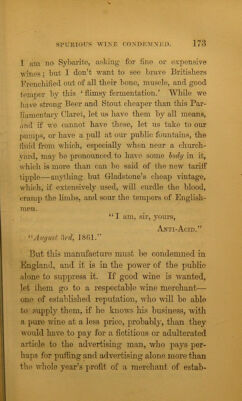 SPURIOUS WINE CONDEMNED. 173
I am no Sybarite, asking for fine or expensive
wines; but I don't want to see brave Britishers
Frenchified out of all their bone, muscle, and good
temper by this 'flimsy fermentation.' While we
have strong Beer and Stout cheaper than this Par-
liamentary Claret, let us have them by all means,
and if we cannot have these, let us take to our
pumps, or have a pull at our public fountains, the
fluid from which, especially when near a church-
yard, may be pronounced to have some body in it,
which is more than can be said of the new tariff
tipple—anything but Gladstone's cheap vintage,
which, if extensively used, will curdle the blood,
cramp the limbs, and sour the tempers of English-
men.
"I am, sir, yours,
ANTI-ACID."
"August 3rd, 1861."
But this manufacture must be condemned in
England, and it is in the power of the public
alone to suppress it. If good wine is wanted,
let them go to a respectable wine merchant—
one of established reputation, who will be able
to supply them, if he knows his business, with
a pure wine at a less price, probably, than they
would have to pay for a fictitious or adulterated
article to the advertising man, who pays per-
haps for puffing and advertising alone more than
the whole year's profit of a merchant of estab-